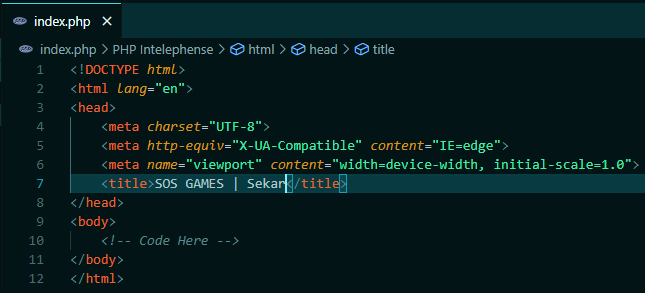 index.php
index.php > PHP Intelephense > html > head > title
1 <!DOCTYPE html>
2 <html lang="en">
3 <head>
4 <meta charset="UTF-8">
5 <meta http-equiv="X-UA-Compatible" content="IE=edge">
6 <meta name="viewport" content="width=device-width, initial-scale=1.0">
7 <title>SOS GAMES | Sekar</title>
8 </head>
9 <body>
10 <!-- Code Here -->
11 </body>
12 </html>